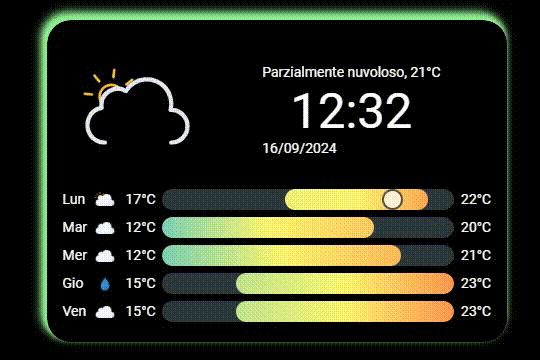 Parzialmente nuvoloso, 21°C
12:32
16/09/2024
Lun 17°C 22°C
Mar 12°C 20°C
Mer 12°C 21°C
Gio 15°C 23°C
Ven 15°C 23°C